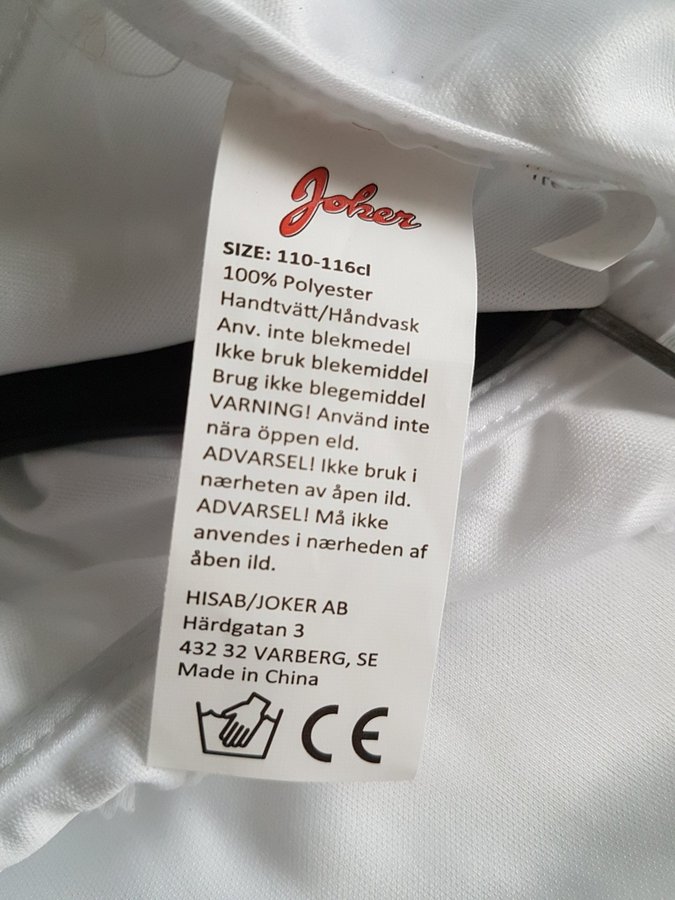 Joker
SIZE: 110-116cl
100% Polyester
Handtvätt/Håndvask
Anv. inte blekmedel
Ikke bruk blekemiddel
Brug ikke blegemiddel
VARNING! Använd inte
nära öppen eld.
ADVARSEL! Ikke bruk i
nærheten av åpen ild.
ADVARSEL! Må ikke
anvendes i nærheden af
åben ild.
HISAB/JOKER AB
Härdgatan 3
432 32 VARBERG, SE
Made in China
CE